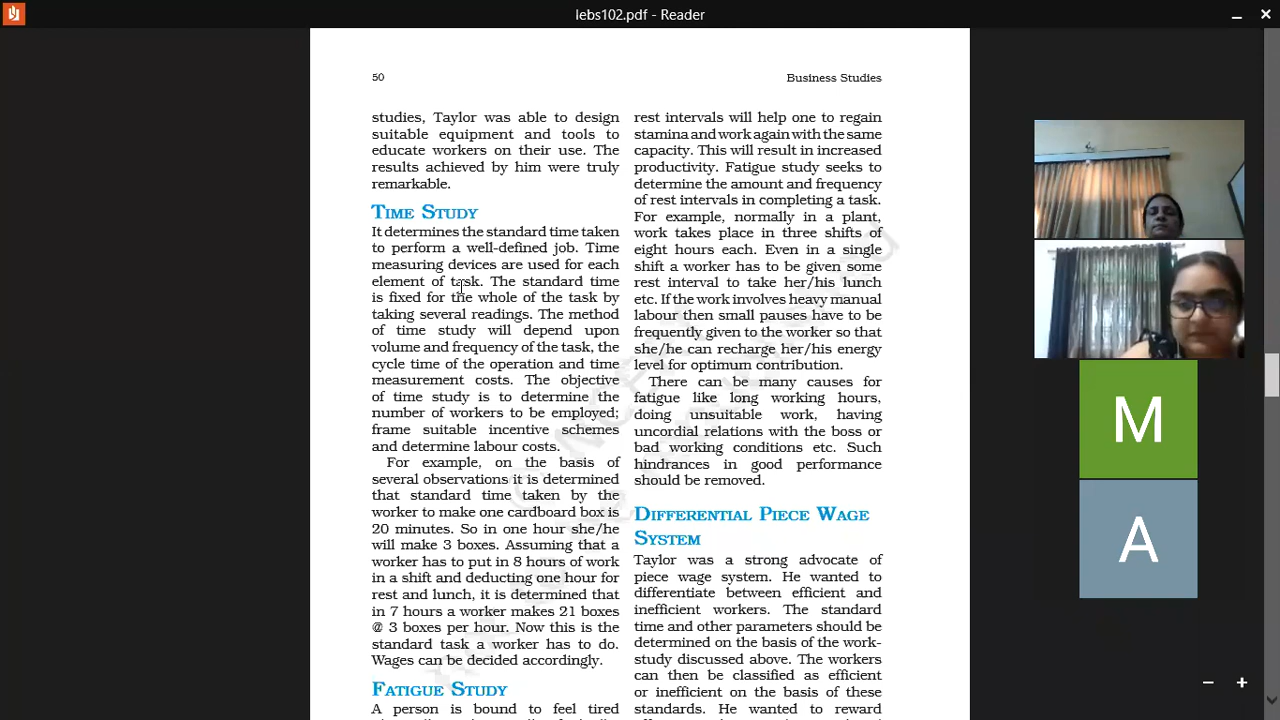 lebs102.pdf - Reader
50
Business Studies
studies, Taylor was able to design
suitable equipment and tools to
educate workers on their use. The
results achieved by him were truly
remarkable.
TIME STUDY
It determines the standard time taken
to perform a well-defined job. Time
measuring devices are used for each
element of task. The standard time
is fixed for the whole of the task by
taking several readings. The method
of time study will depend upon
volume and frequency of the task, the
cycle time of the operation and time
measurement costs. The objective
of time study is to determine the
number of workers to be employed;
frame suitable incentive schemes
and determine labour costs.
For example, on the basis of
several observations it is determined
that standard time taken by the
worker to make one cardboard box is
20 minutes. So in one hour she/he
will make 3 boxes. Assuming that a
worker has to put in 8 hours of work
in a shift and deducting one hour for
rest and lunch, it is determined that
in 7 hours a worker makes 21 boxes
@ 3 boxes per hour. Now this is the
standard task a worker has to do.
Wages can be decided accordingly.
FATIGUE STUDY
A person is bound to feel tired
rest intervals will help one to regain
stamina and work again with the same
capacity. This will result in increased
productivity. Fatigue study seeks to
determine the amount and frequency
of rest intervals in completing a task.
For example, normally in a plant,
work takes place in three shifts of
eight hours each. Even in a single
shift a worker has to be given some
rest interval to take her/his lunch
etc. If the work involves heavy manual
labour then small pauses have to be
frequently given to the worker so that
she/he can recharge her/his energy
level for optimum contribution.
There can be many causes for
fatigue like long working hours,
doing unsuitable work, having
uncordial relations with the boss or
bad working conditions etc. Such
hindrances in good performance
should be removed.
DIFFERENTIAL PIECE WAGE
SYSTEM
Taylor was a strong advocate of
piece wage system. He wanted to
differentiate between efficient and
inefficient workers. The standard
time and other parameters should be
determined on the basis of the work-
study discussed above. The workers
can then be classified as efficient
or inefficient on the basis of these
standards. He wanted to reward
M
A